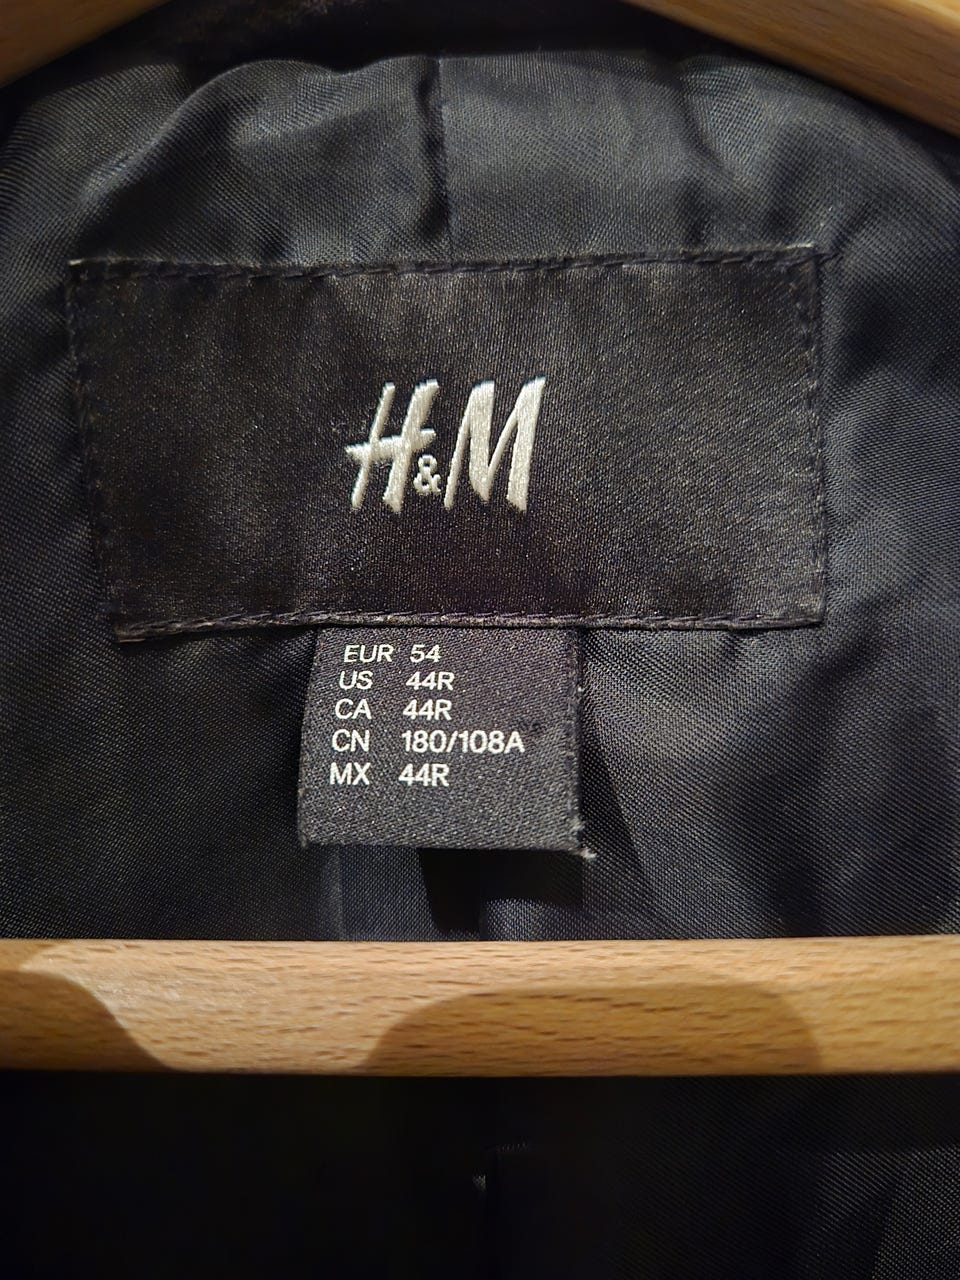 H&M
EUR 54
US 44R
CA 44R
CN 180/108A
MX 44R